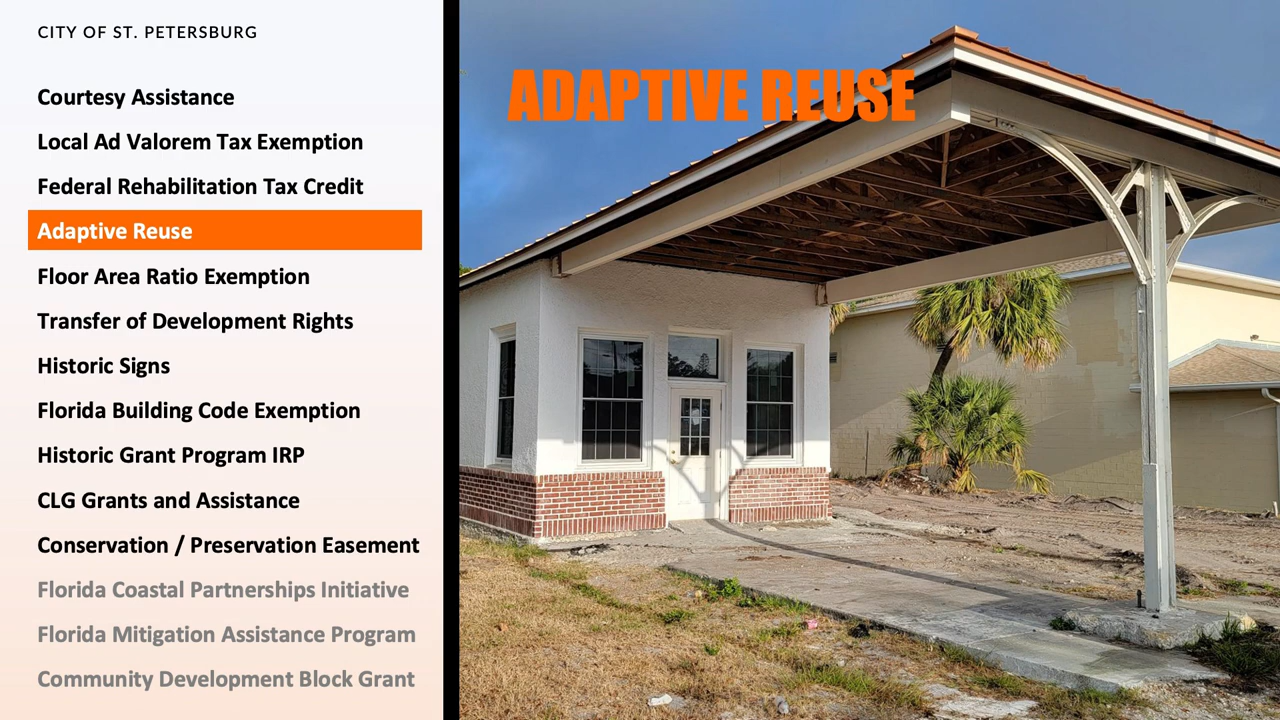 CITY OF ST. PETERSBURG
Courtesy Assistance
Local Ad Valorem Tax Exemption
Federal Rehabilitation Tax Credit
Adaptive Reuse
Floor Area Ratio Exemption
Transfer of Development Rights
Historic Signs
Florida Building Code Exemption
Historic Grant Program IRP
CLG Grants and Assistance
Conservation / Preservation Easement
Florida Coastal Partnerships Initiative
Florida Mitigation Assistance Program
Community Development Block Grant
ADAPTIVE REUSE